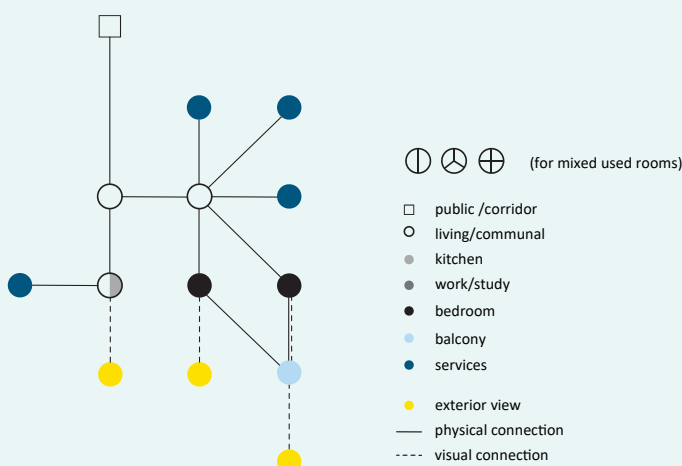 (for mixed used rooms)
public /corridor
living/communal
kitchen
work/study
bedroom
balcony
services
exterior view
physical connection
visual connection